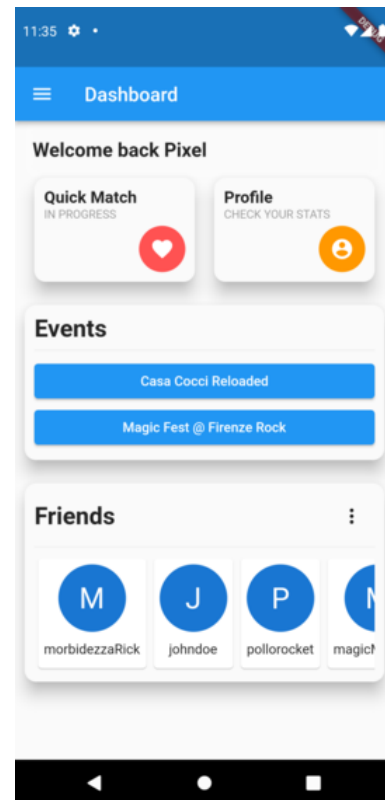 11:35
DEBUG
Dashboard
Welcome back Pixel
Quick Match
IN PROGRESS
Profile
CHECK YOUR STATS
Events
Casa Cocci Reloaded
Magic Fest @ Firenze Rock
Friends
M
J
P
morbidezzaRick
johndoe
pollorocket